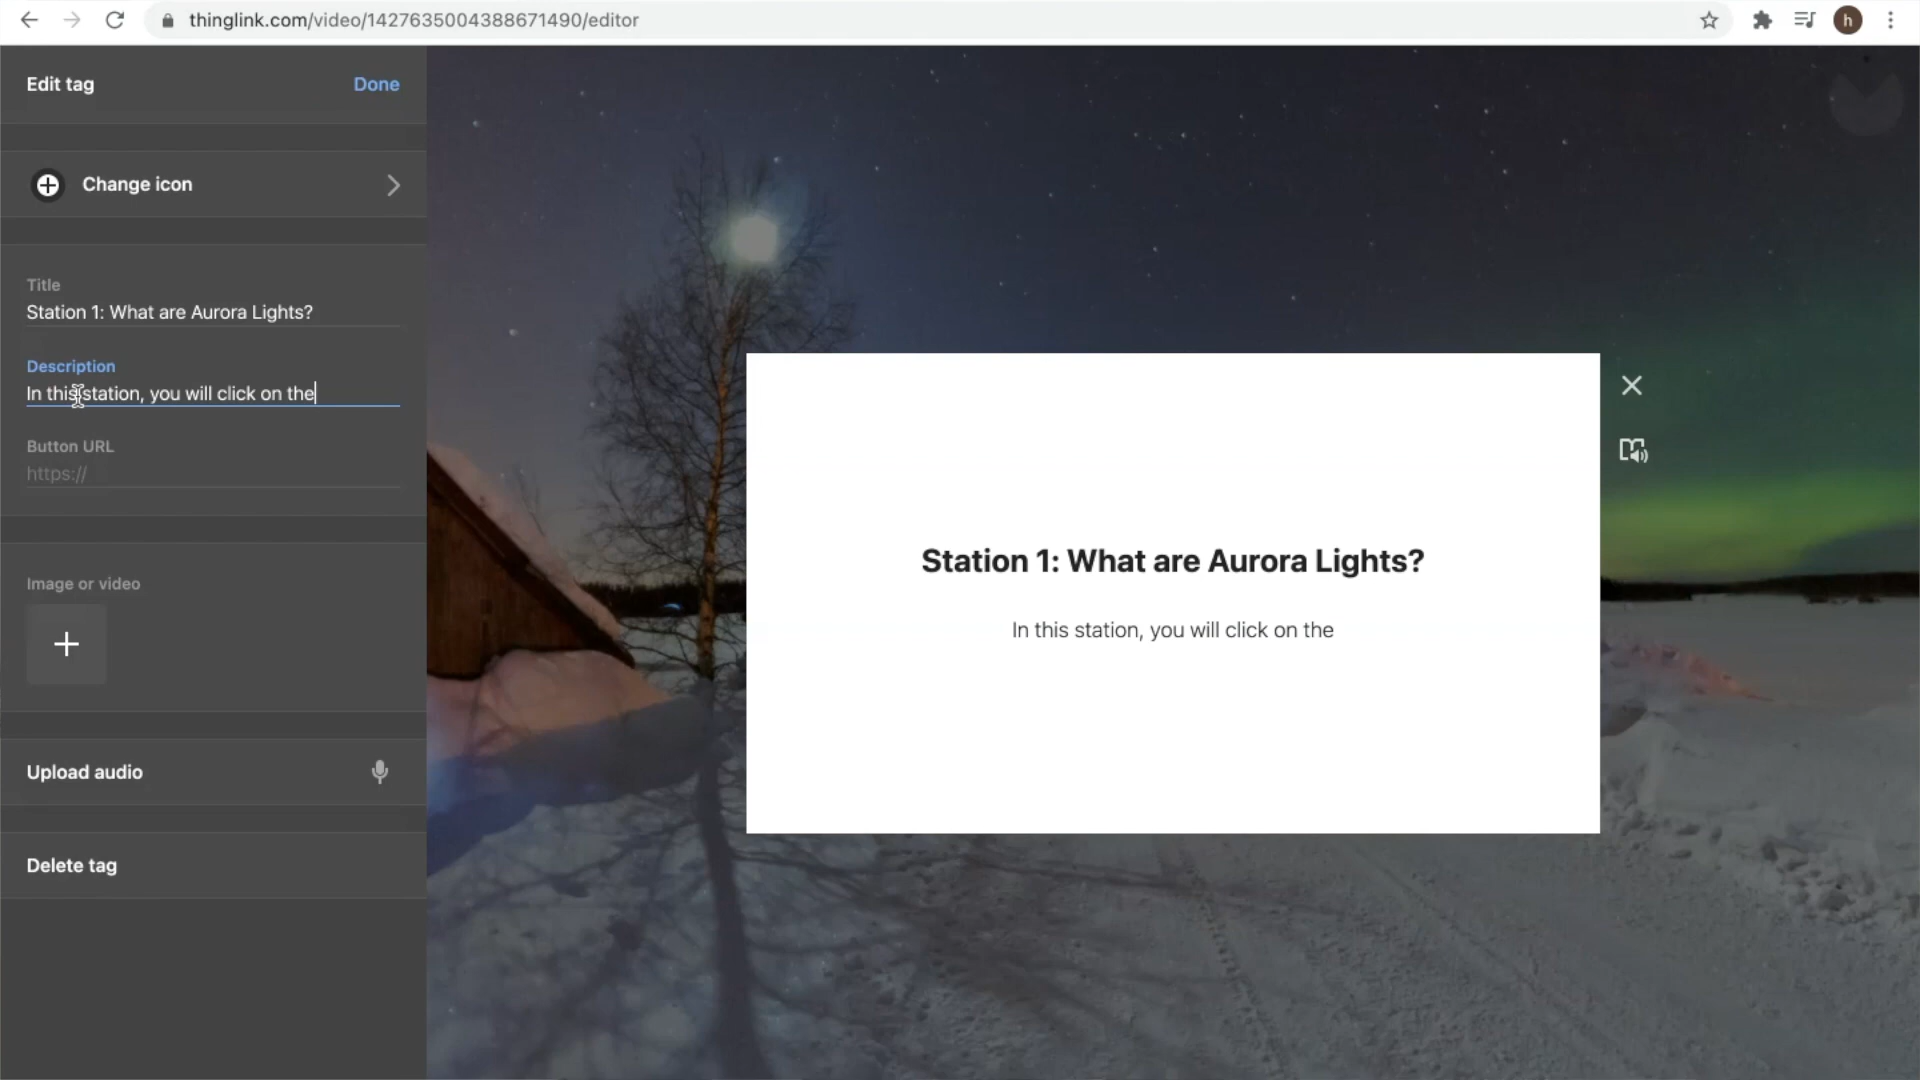 thinglink.com/video/1427635004388671490/editor
h
Edit tag
Done
Change icon
Title
Station 1: What are Aurora Lights?
Description
In this station, you will click on the
Button URL
https://
Image or video
Upload audio
Delete tag
Station 1: What are Aurora Lights?
In this station, you will click on the